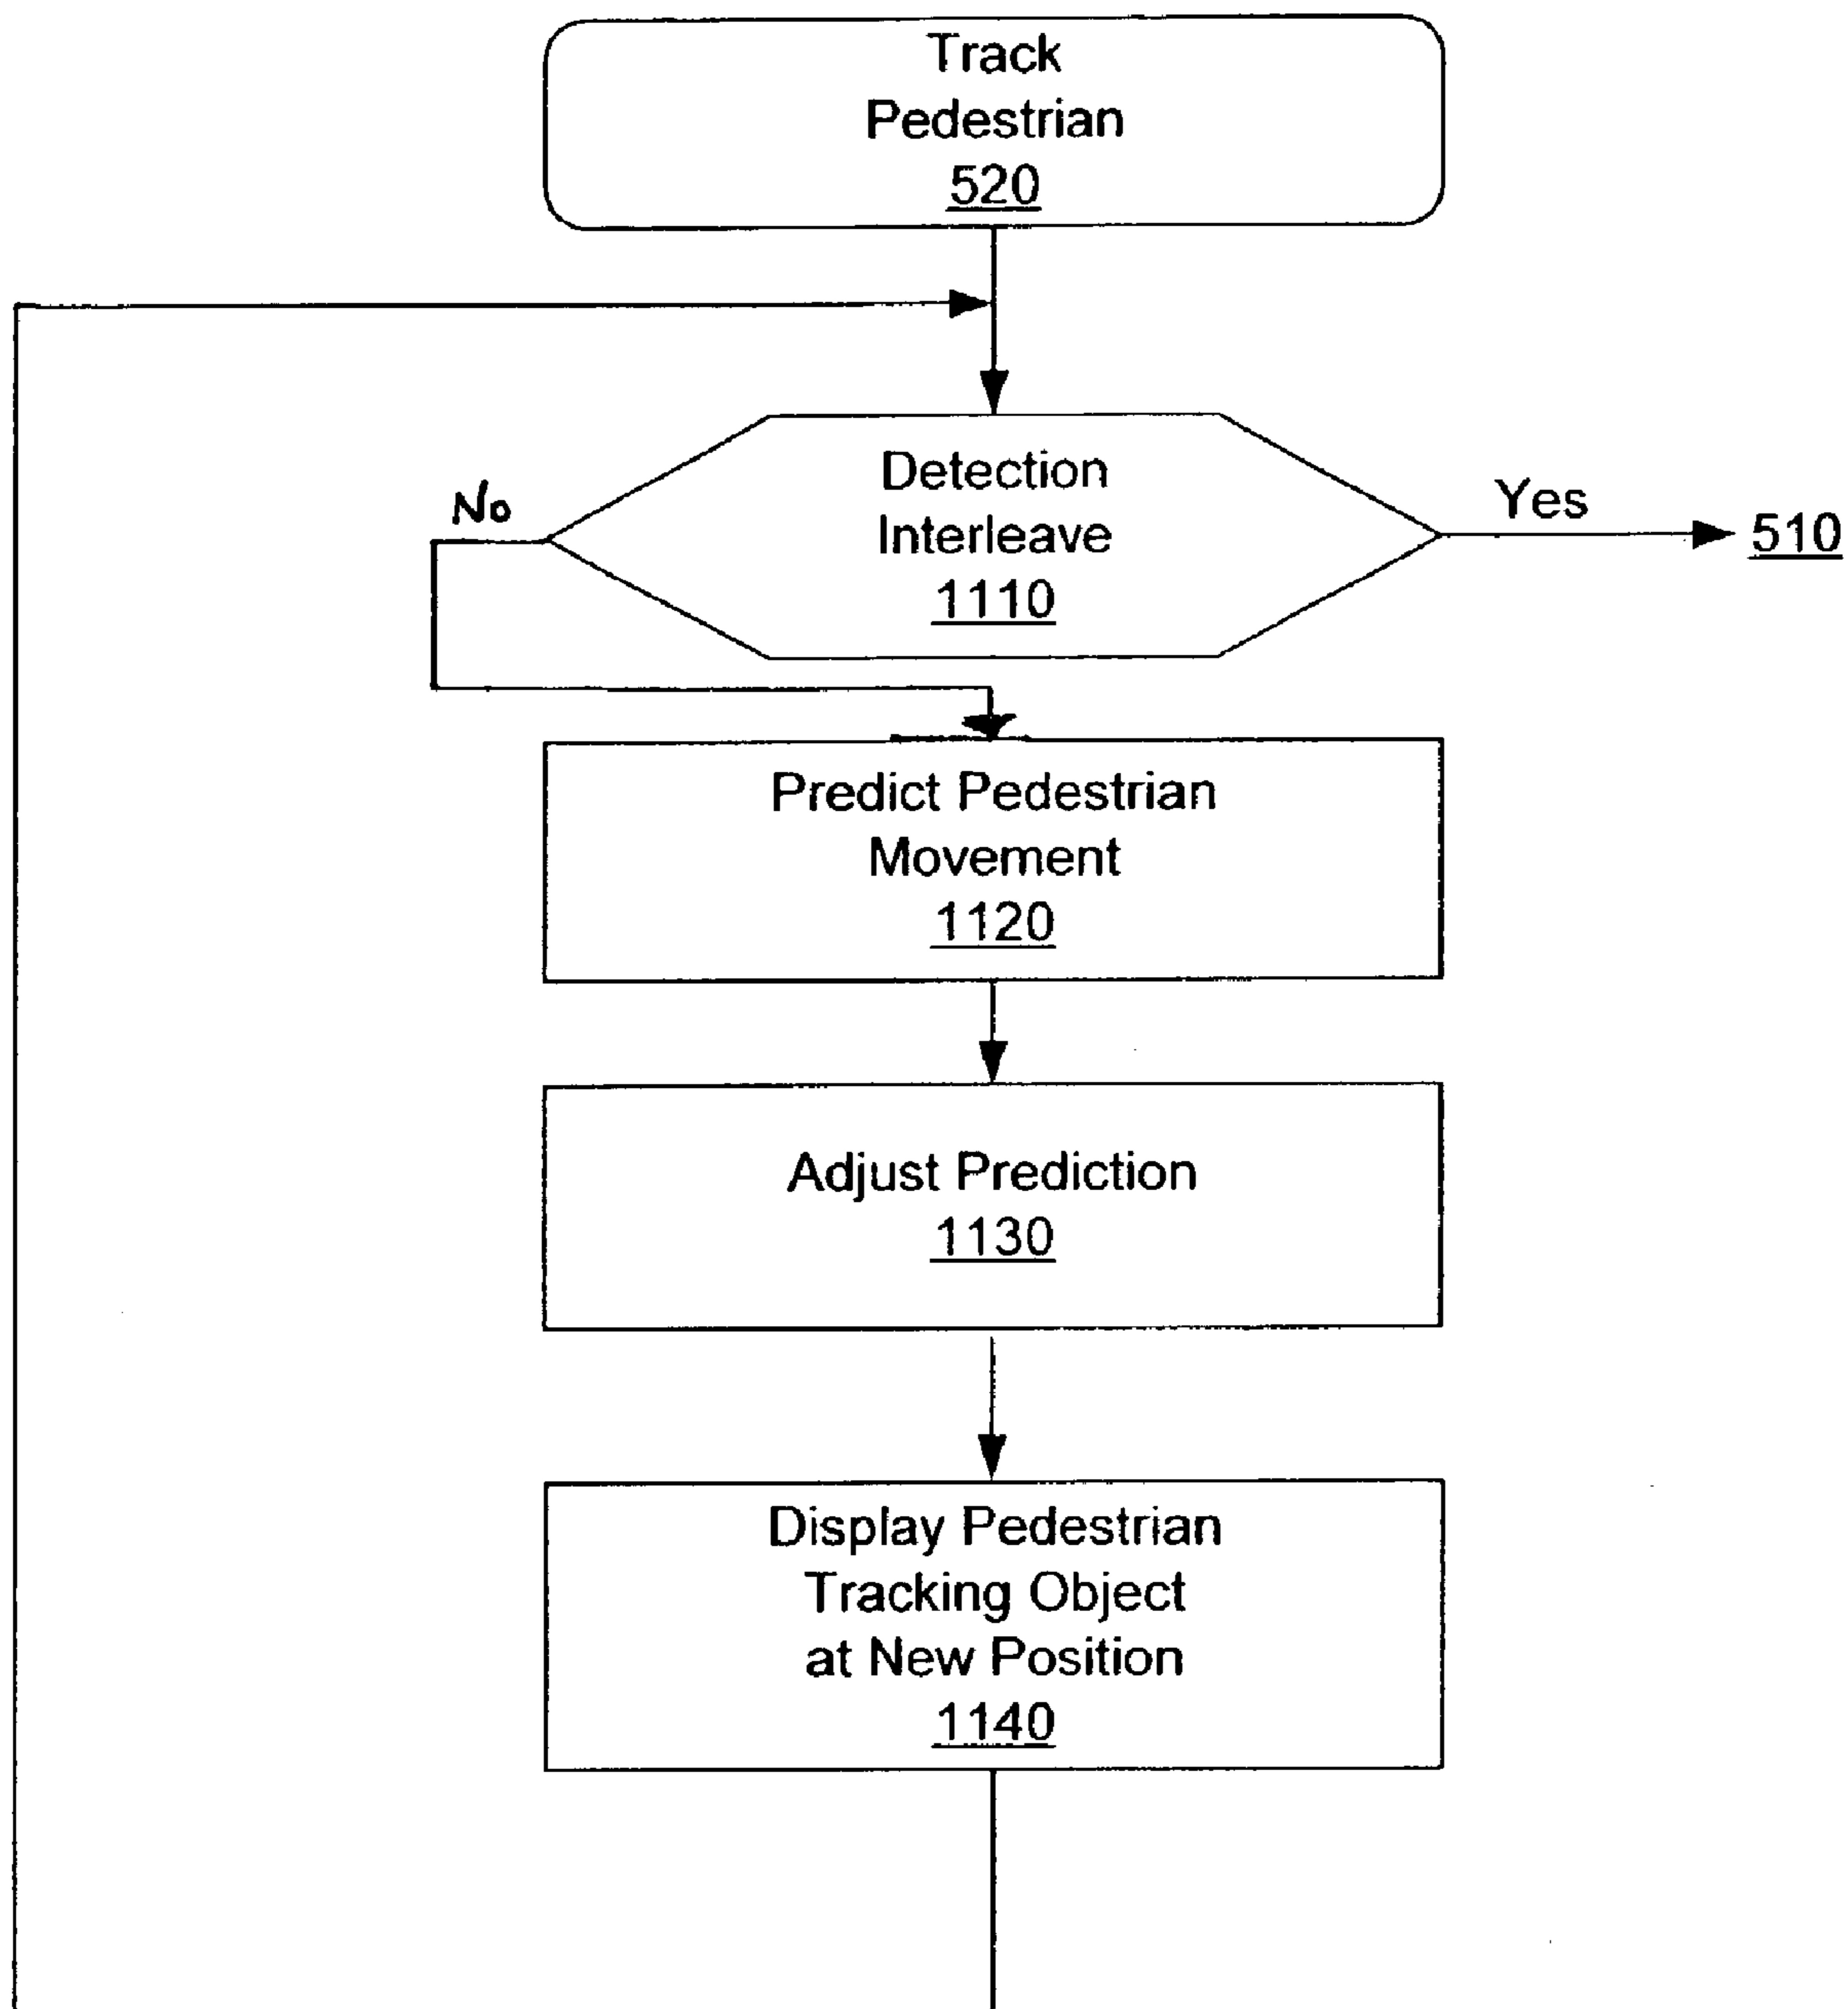 Track
Pedestrian
520
Detection
Interleave
1110
No
Yes
510
Predict Pedestrian
Movement
1120
Adjust Prediction
1130
Display Pedestrian
Tracking Object
at New Position
1140